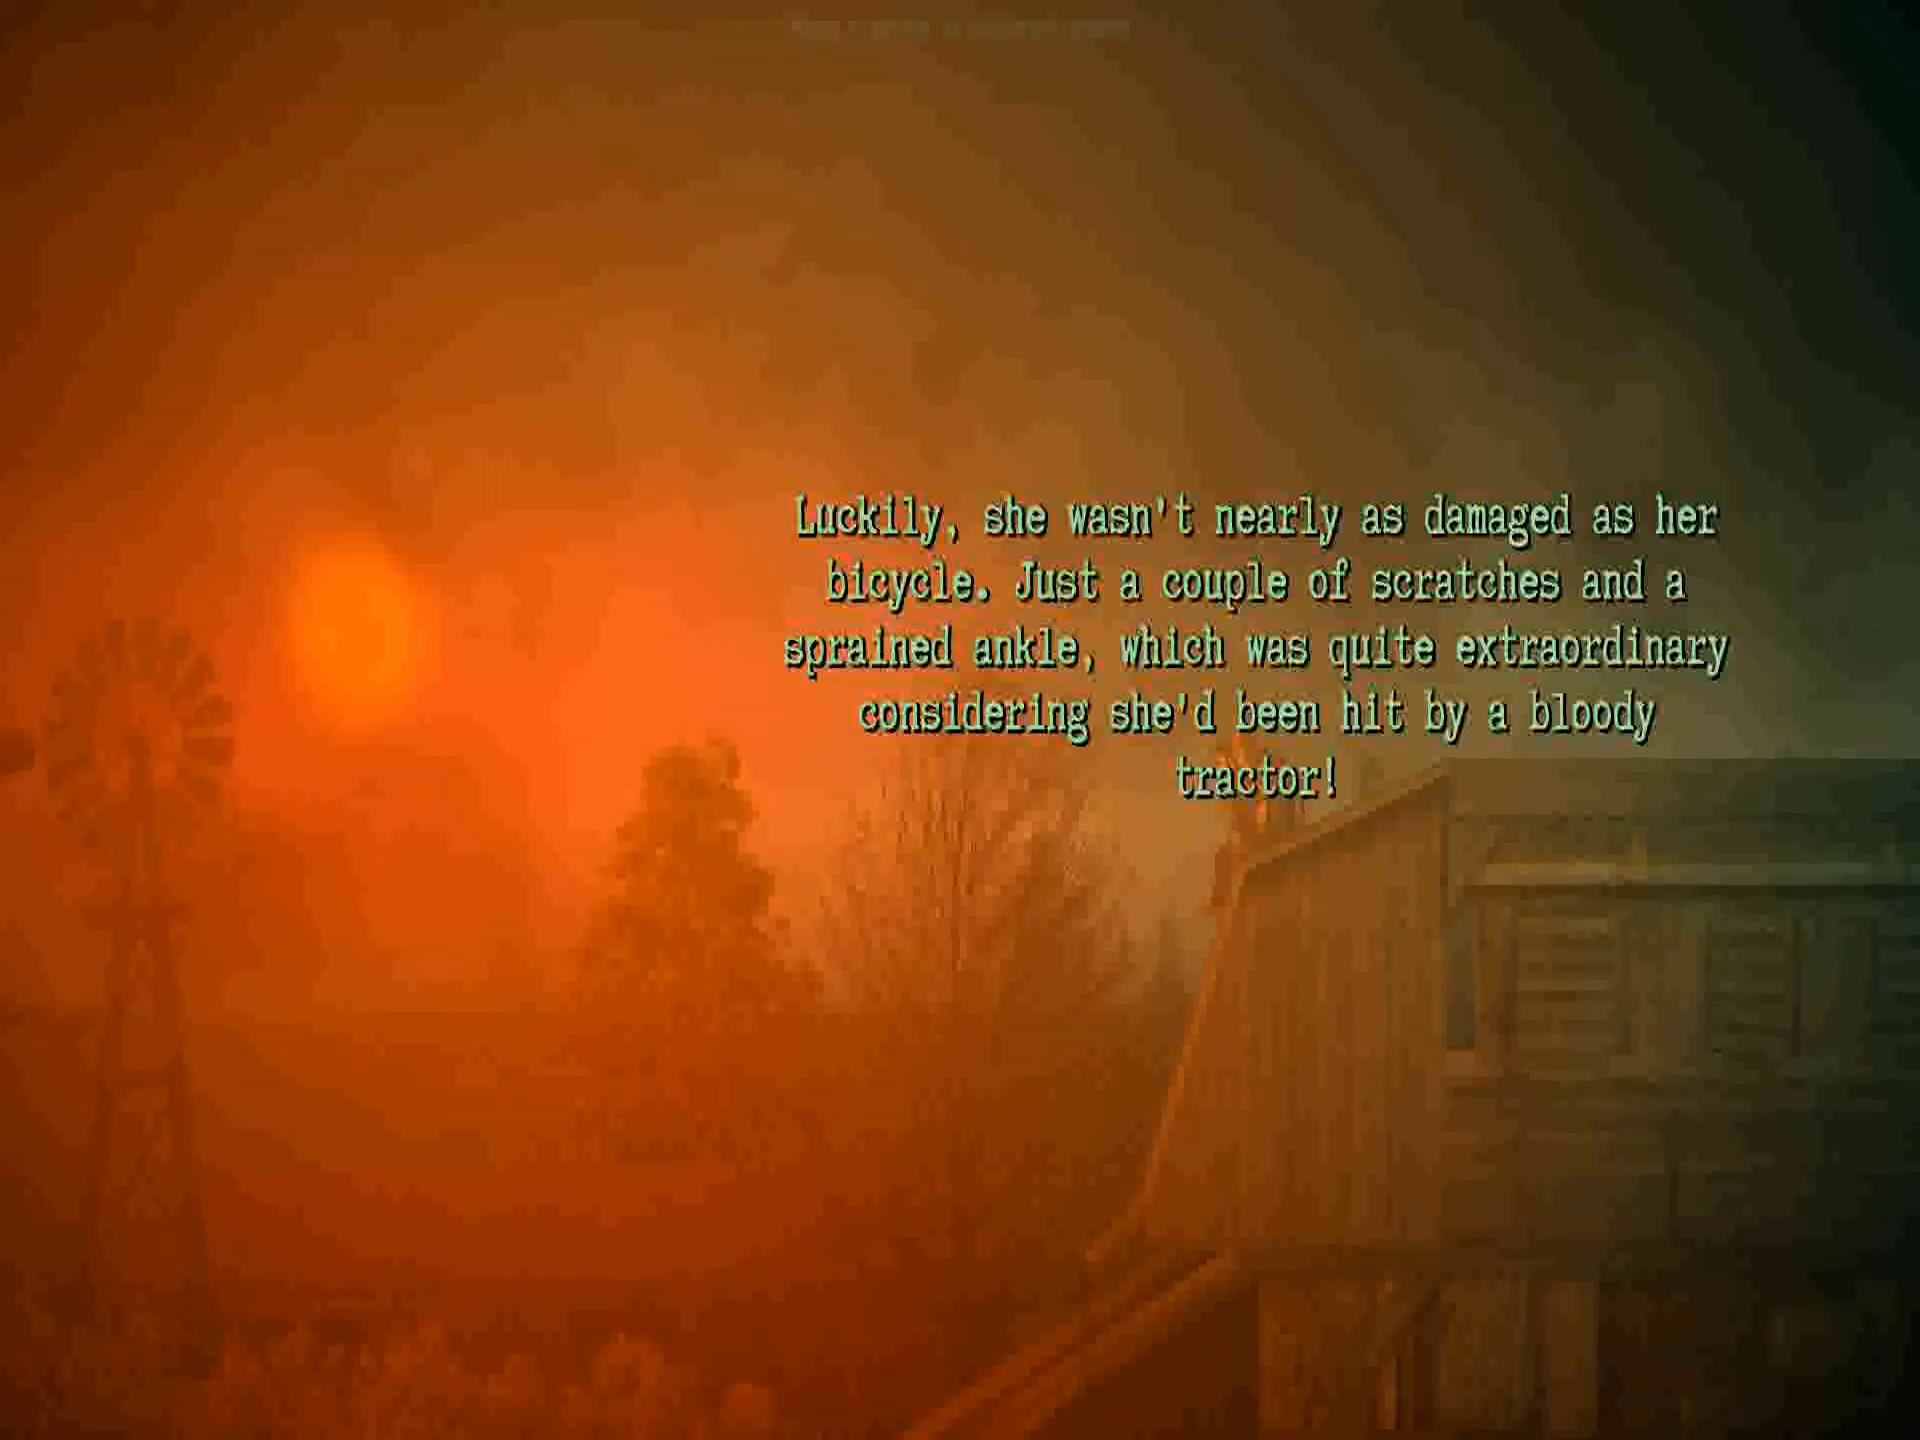 Luckily, she wasn't nearly as damaged as her
bicycle. Just a couple of scratches and a
sprained ankle, which was quite extraordinary
considering she'd been hit by a bloody
tractor!